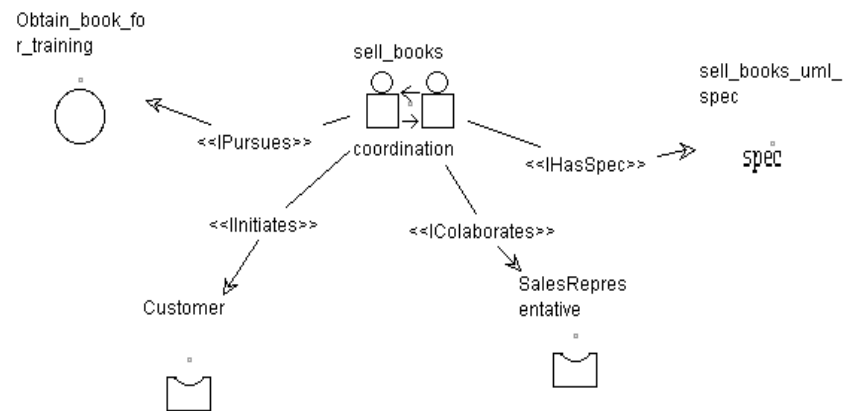 Obtain_book_fo
r_training
sell_books
sell_books_uml_
spec
<<IPursues>>
coordination
<<IHasSpec>>
spec
<<IInitiates>>
<<IColaborates>>
Customer
SalesRepres
entative